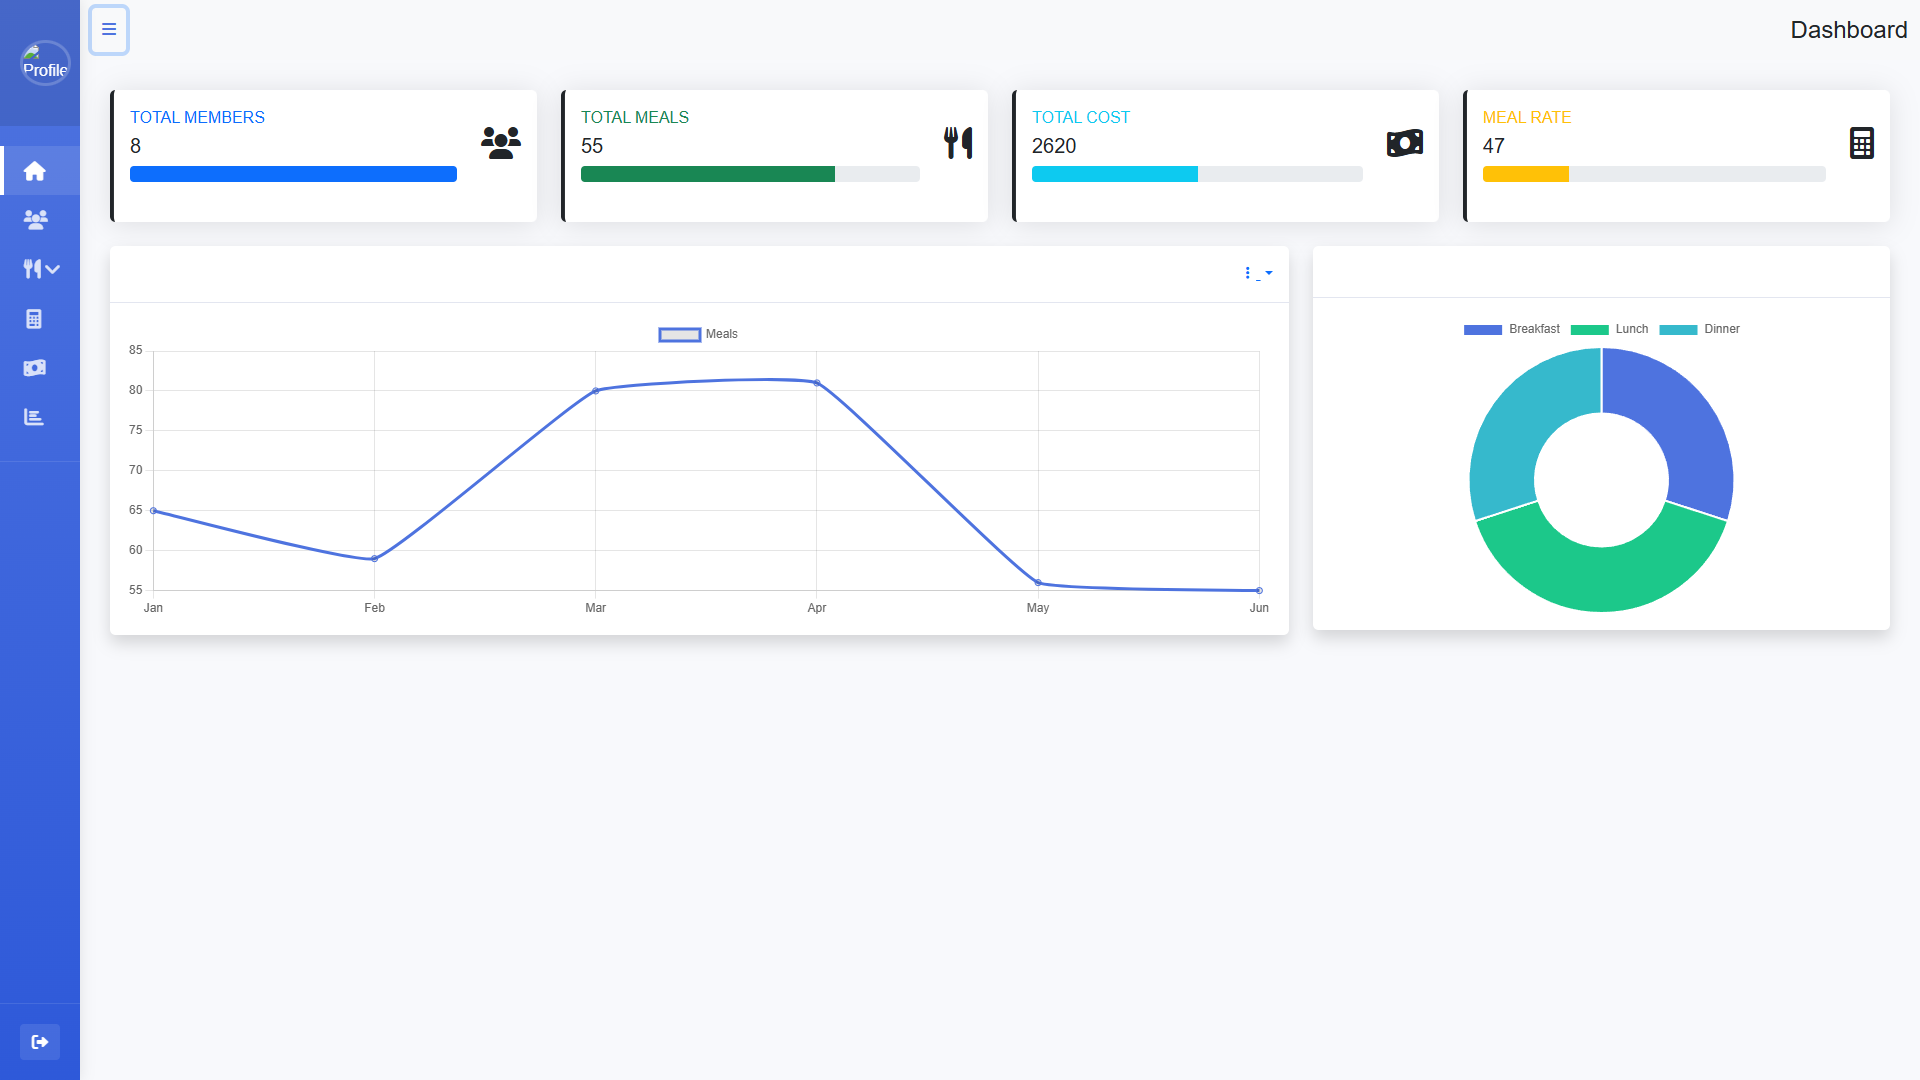 Profile
Dashboard
TOTAL MEMBERS
8
TOTAL MEALS
55
TOTAL COST
2620
MEAL RATE
47
Meals
85
80
75
70
65
60
55
Jan Feb Mar Apr May Jun
Breakfast Lunch Dinner